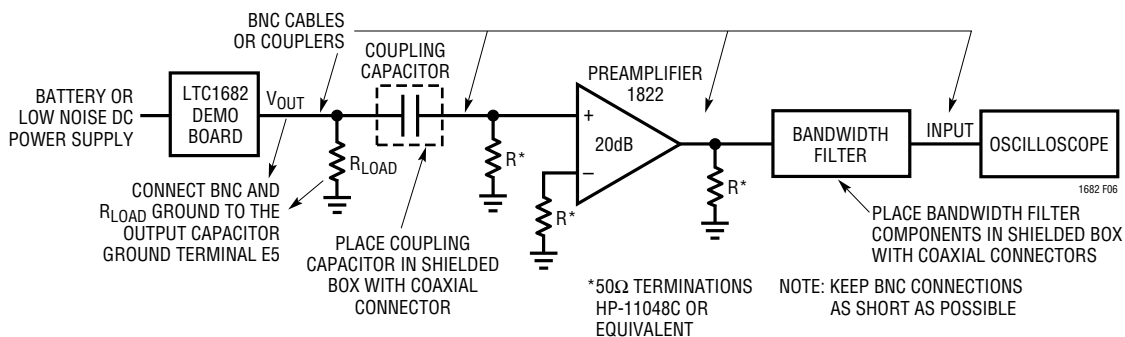 BNC CABLES
OR COUPLERS
COUPLING
CAPACITOR
PREAMPLIFIER
1822
BATTERY OR
LOW NOISE DC
POWER SUPPLY
LTC1682
DEMO
BOARD
VOUT
+
20dB
−
BANDWIDTH
FILTER
INPUT
OSCILLOSCOPE
1682 F06
RLOAD
R*
R*
R*
CONNECT BNC AND
RLOAD GROUND TO THE
OUTPUT CAPACITOR
GROUND TERMINAL E5
PLACE COUPLING
CAPACITOR IN SHIELDED
BOX WITH COAXIAL
CONNECTOR
PLACE BANDWIDTH FILTER
COMPONENTS IN SHIELDED BOX
WITH COAXIAL CONNECTORS
*50Ω TERMINATIONS
HP-11048C OR
EQUIVALENT
NOTE: KEEP BNC CONNECTIONS
AS SHORT AS POSSIBLE